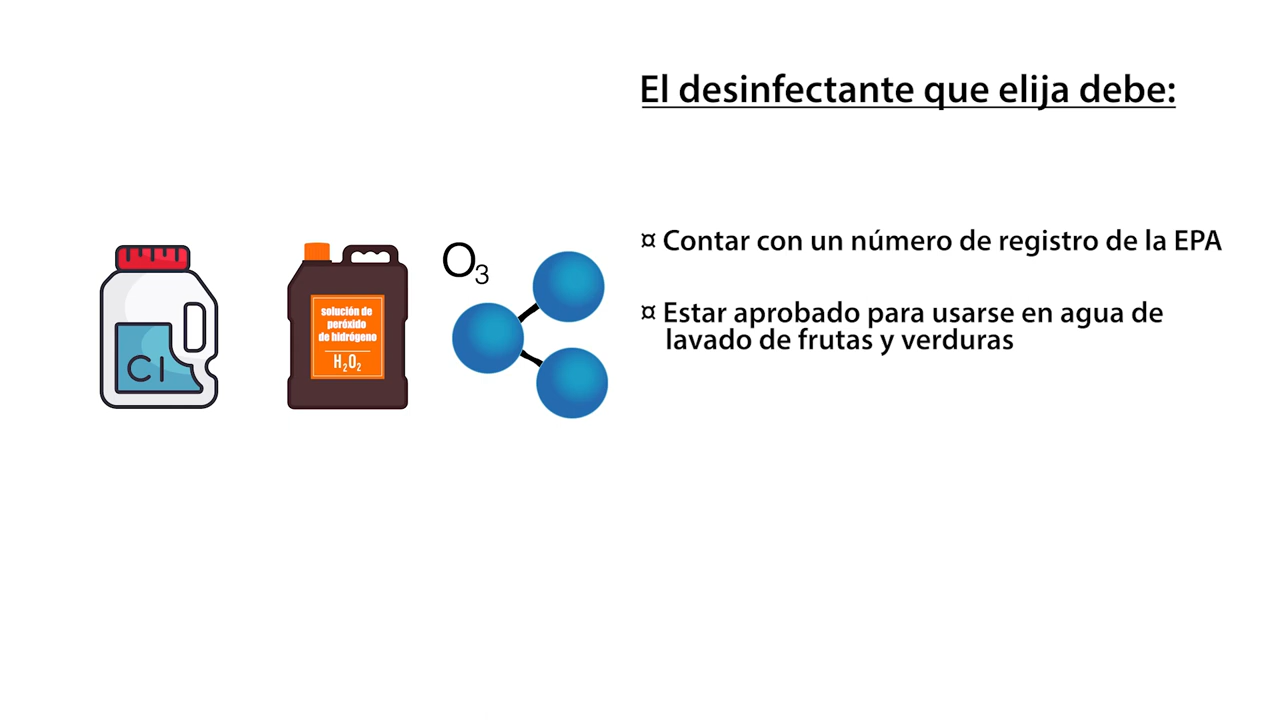 El desinfectante que elija debe:
¤ Contar con un número de registro de la EPA
¤ Estar aprobado para usarse en agua de
lavado de frutas y verduras
Cl
solución de
peróxido
de hidrógeno
H₂O₂
O₃